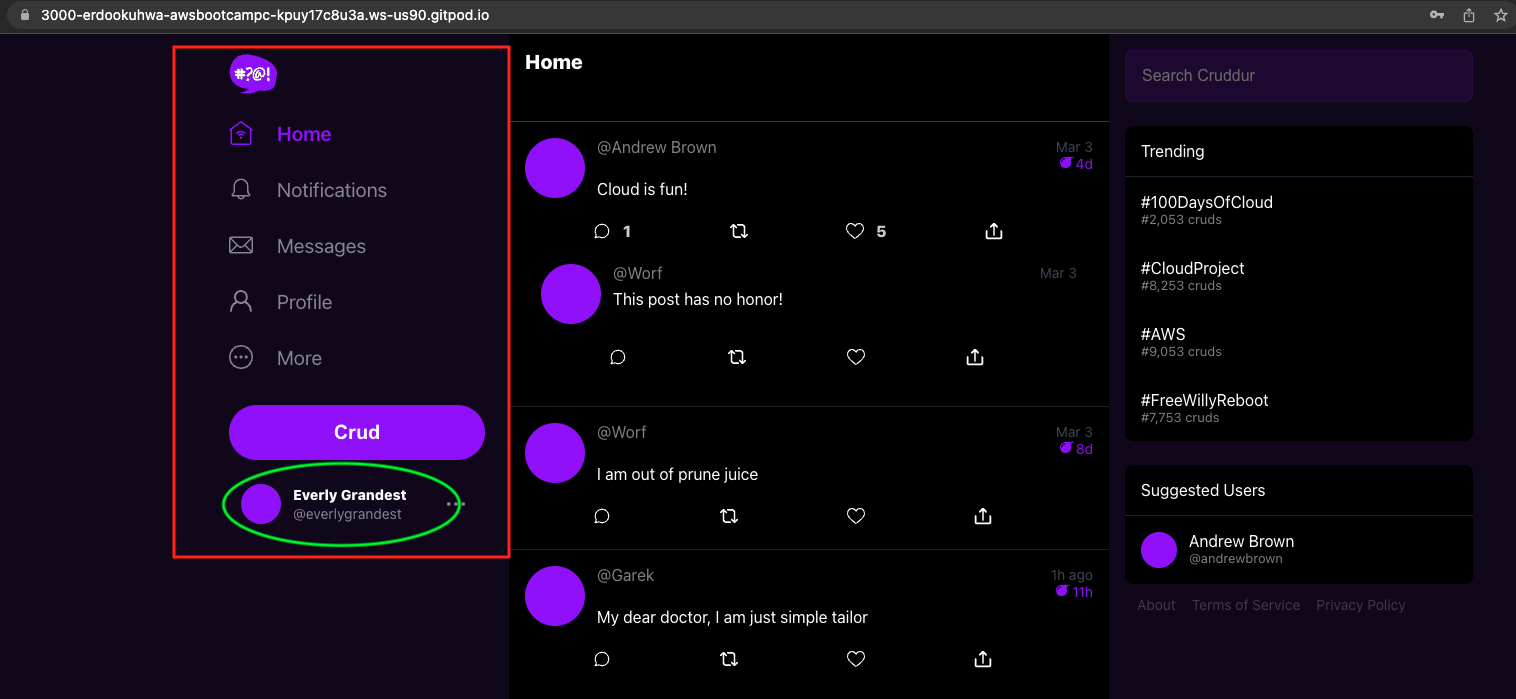 3000-erdookuhwa-awsbootcampc-kpuy17c8u3a.ws-us90.gitpod.io
#?@!
Home
Notifications
Messages
Profile
More
Crud
Everly Grandest
@everlygrandest
Home
@Andrew Brown
Mar 3
4d
Cloud is fun!
1
5
@Worf
Mar 3
This post has no honor!
@Worf
Mar 3
8d
I am out of prune juice
@Garek
1h ago
11h
My dear doctor, I am just simple tailor
Search Cruddur
Trending
#100DaysOfCloud
#2,053 cruds
#CloudProject
#8,253 cruds
#AWS
#9,053 cruds
#FreeWillyReboot
#7,753 cruds
Suggested Users
Andrew Brown
@andrewbrown
About Terms of Service Privacy Policy